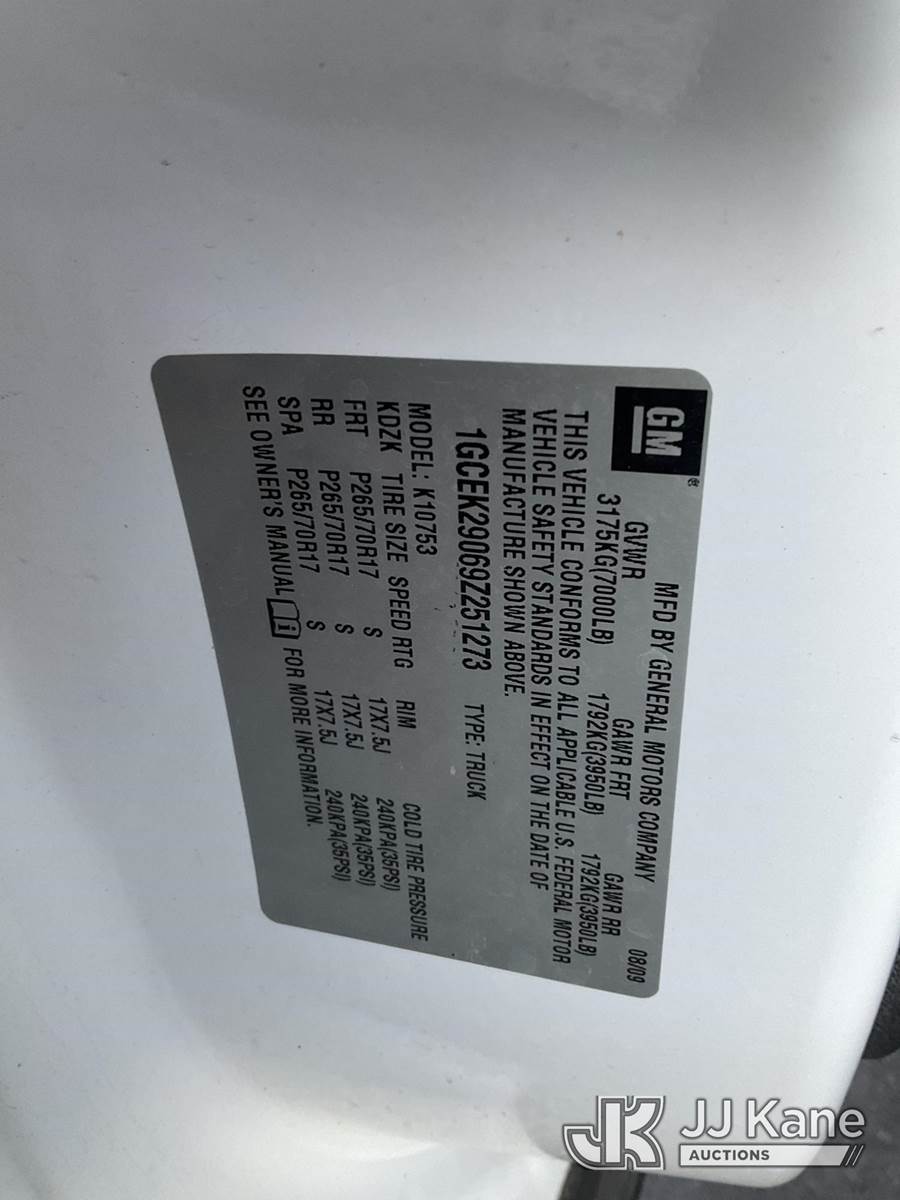 GM
MFD BY GENERAL MOTORS COMPANY 08/09
GVWR GAWR FRT GAWR RR
3175KG(7000LB) 1792KG(3950LB) 1792KG(3950LB)
THIS VEHICLE CONFORMS TO ALL APPLICABLE U.S. FEDERAL MOTOR
VEHICLE SAFETY STANDARDS IN EFFECT ON THE DATE OF
MANUFACTURE SHOWN ABOVE.
1GCEK29069Z251273 TYPE: TRUCK
MODEL: K10753
KDZK TIRE SIZE SPEED RTG RIM COLD TIRE PRESSURE
FRT P265/70R17 S 17X7.5J 240KPA(35PSI)
RR P265/70R17 S 17X7.5J 240KPA(35PSI)
SPA P265/70R17 S 17X7.5J 240KPA(35PSI)
SEE OWNER'S MANUAL FOR MORE INFORMATION.
JK JJ Kane
AUCTIONS